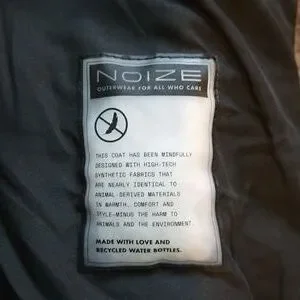 NOIZE
OUTERWEAR FOR ALL WHO CARE
THIS COAT HAS BEEN MINDFULLY
DESIGNED WITH HIGH-TECH
SYNTHETIC FABRICS THAT
ARE NEARLY IDENTICAL TO
ANIMAL-DERIVED MATERIALS
IN WARMTH, COMFORT AND
STYLE-MINUS THE HARM TO
ANIMALS AND THE ENVIRONMENT.
MADE WITH LOVE AND
RECYCLED WATER BOTTLES.